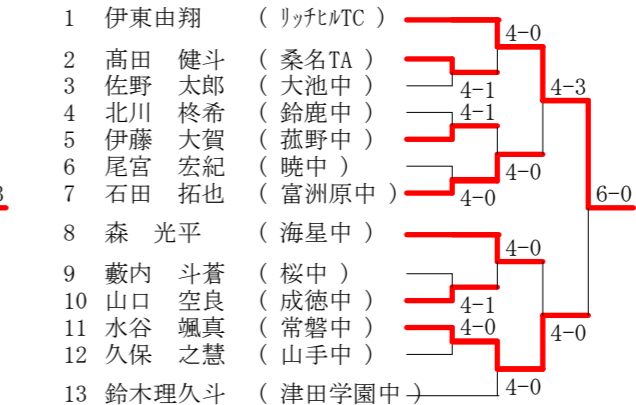 1 伊東由翔 ( リッチヒルTC )
4-0
2 髙田 健斗 ( 桑名TA )
3 佐野 太郎 ( 大池中 )
4-1
4-3
4 北川 柊希 ( 鈴鹿中 )
4-1
5 伊藤 大賀 ( 菰野中 )
6 尾宮 宏紀 ( 暁中 )
4-0
7 石田 拓也 ( 富洲原中 )
4-0
6-0
3
8 森 光平 ( 海星中 )
4-0
9 藪内 斗蒼 ( 桜中 )
10 山口 空良 ( 成徳中 )
4-1
11 水谷 颯真 ( 常磐中 )
4-0
4-0
12 久保 之慧 ( 山手中 )
13 鈴木理久斗 ( 津田学園中 )
4-0